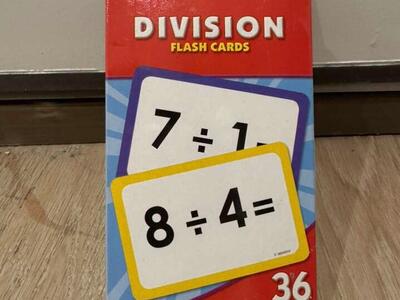 DIVISION
FLASH CARDS
7 ÷ 1 =
8 ÷ 4 =
36